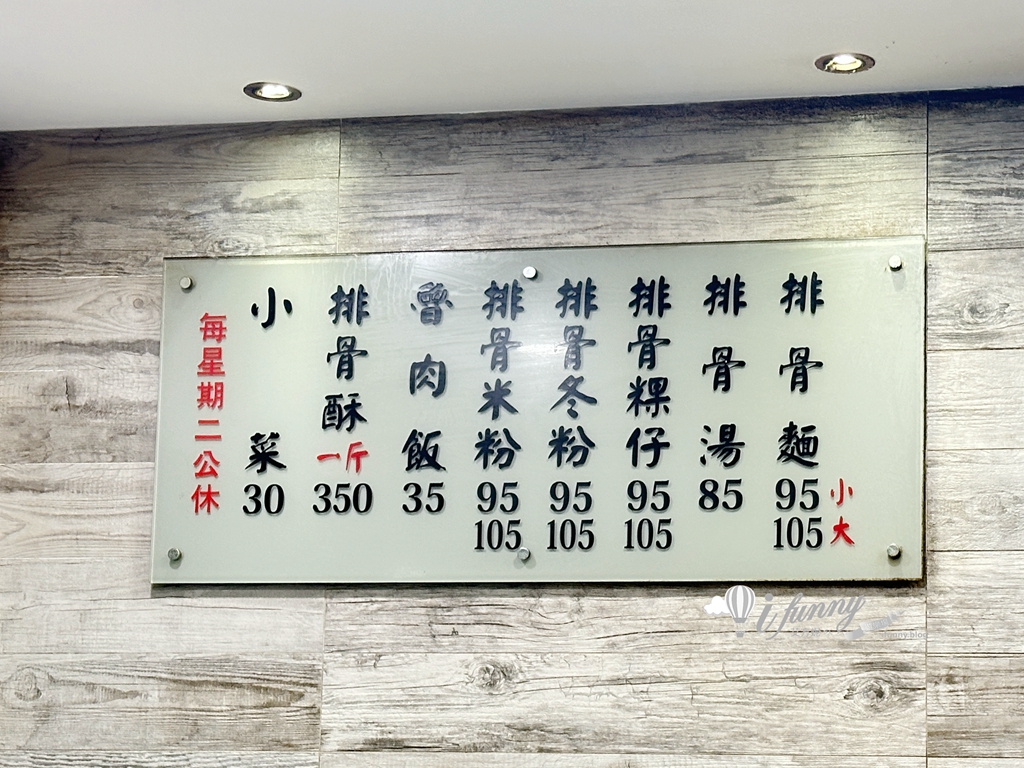 排骨麵 95 小
105 大
排骨湯 85
排骨粿仔 95
105
排骨冬粉 95
105
排骨米粉 95
105
魯肉飯 35
排骨酥一斤 350
小菜 30
每星期二公休
i funny